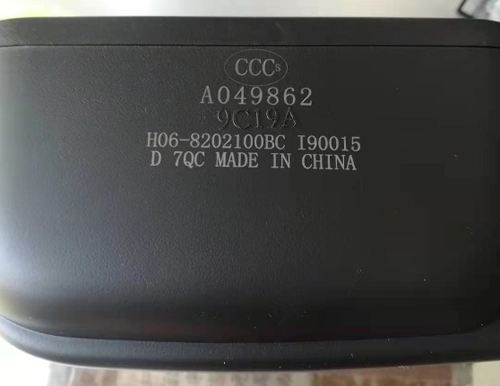 CCCS
A049862
9C19A
H06-8202100BC I90015
D 7QC MADE IN CHINA